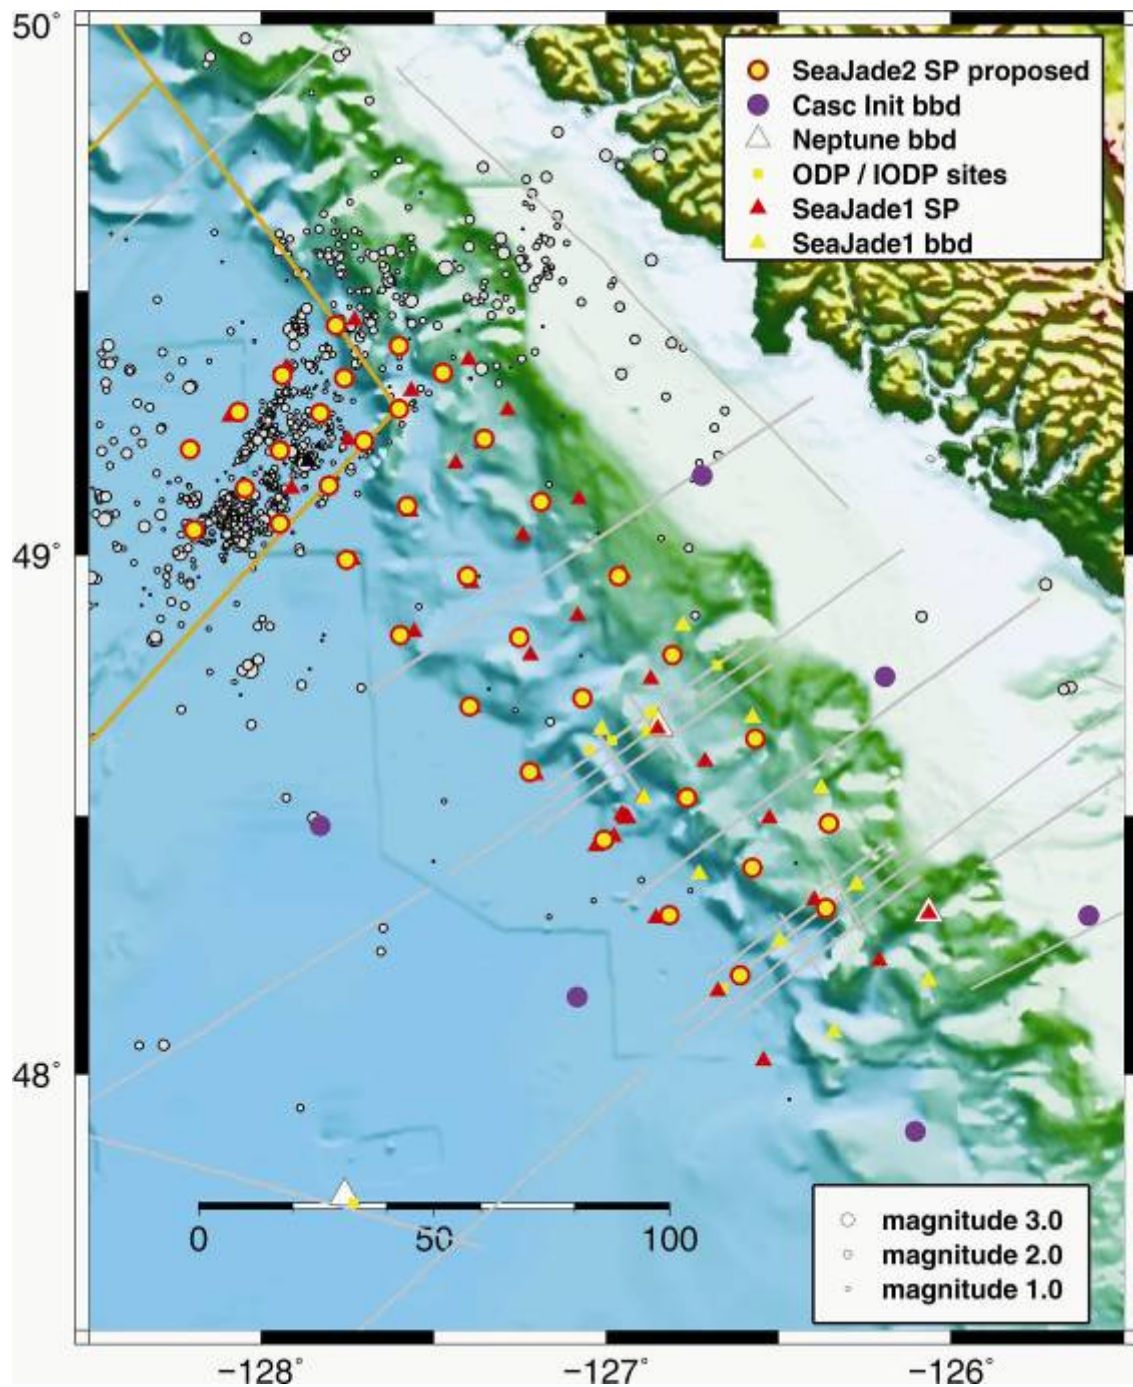 50°
SeaJade2 SP proposed
Casc Init bbd
Neptune bbd
ODP / IODP sites
SeaJade1 SP
SeaJade1 bbd
49°
48°
0 50 100
magnitude 3.0
magnitude 2.0
magnitude 1.0
−128° −127° −126°